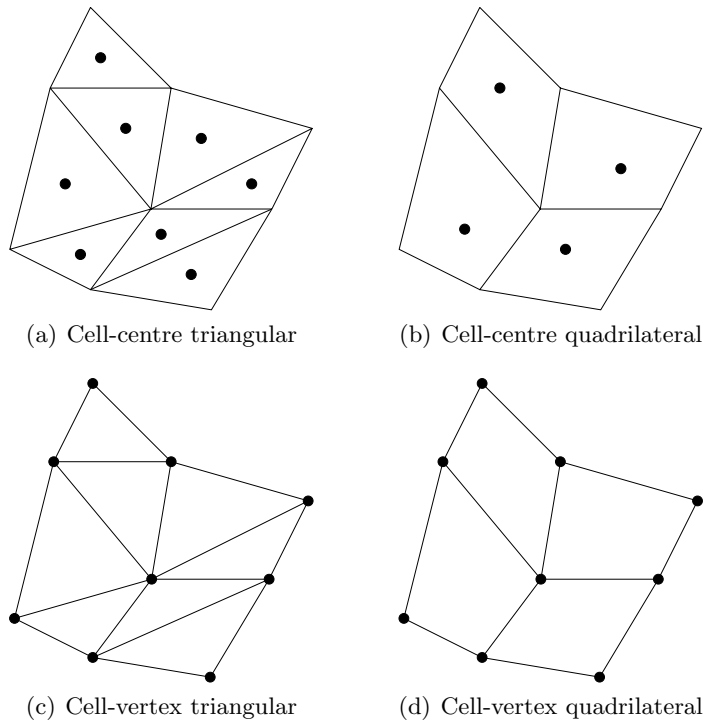 (a) Cell-centre triangular
(b) Cell-centre quadrilateral
(c) Cell-vertex triangular
(d) Cell-vertex quadrilateral